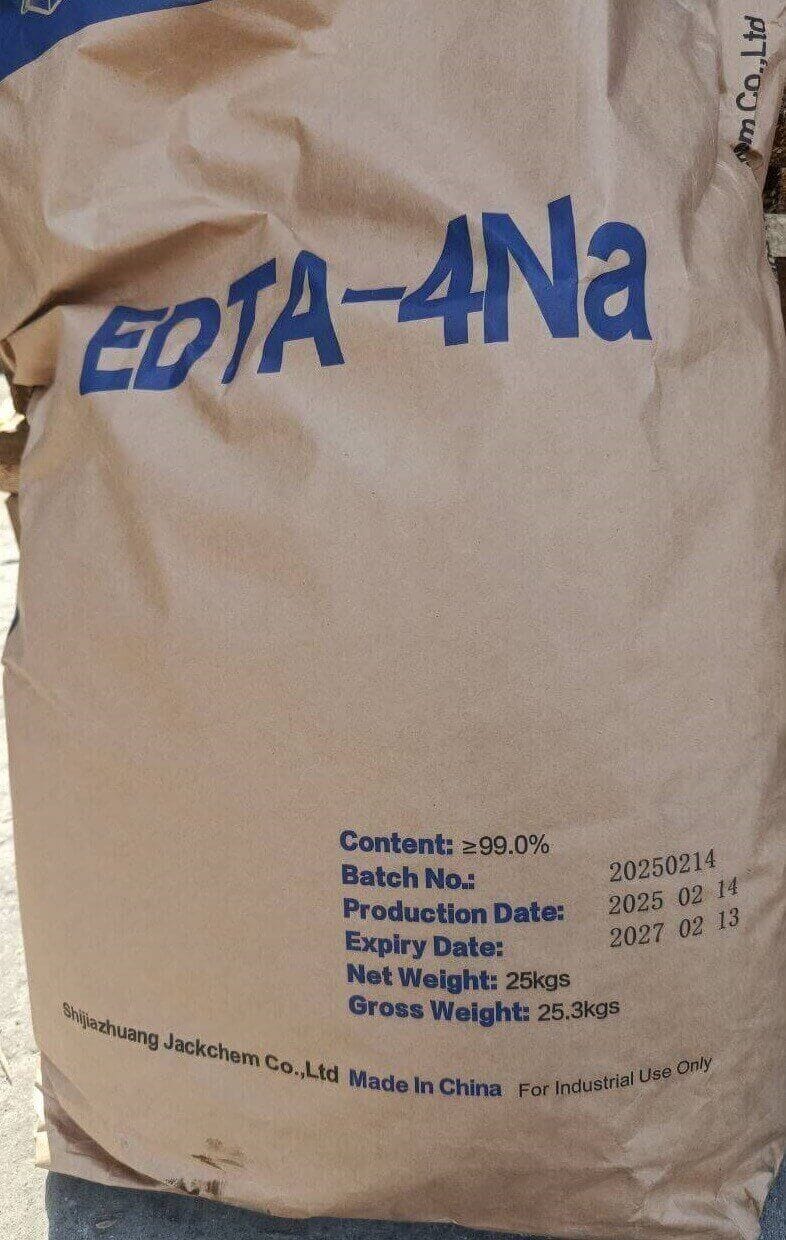 Co.,Ltd
EDTA-4Na
Content: ≥99.0%
Batch No.: 20250214
Production Date: 2025 02 14
Expiry Date: 2027 02 13
Net Weight: 25kgs
Gross Weight: 25.3kgs
Shijiazhuang Jackchem Co.,Ltd Made In China For Industrial Use Only